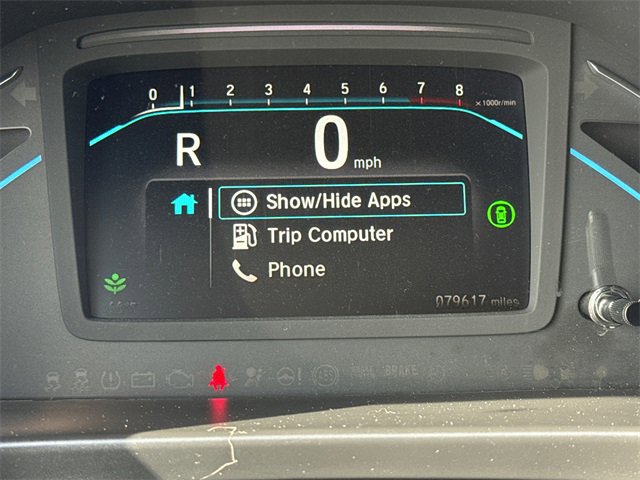 0 1 2 3 4 5 6 7 8 x1000r/min
R 0 mph
Show/Hide Apps
Trip Computer
Phone
079617 miles
BRAKE